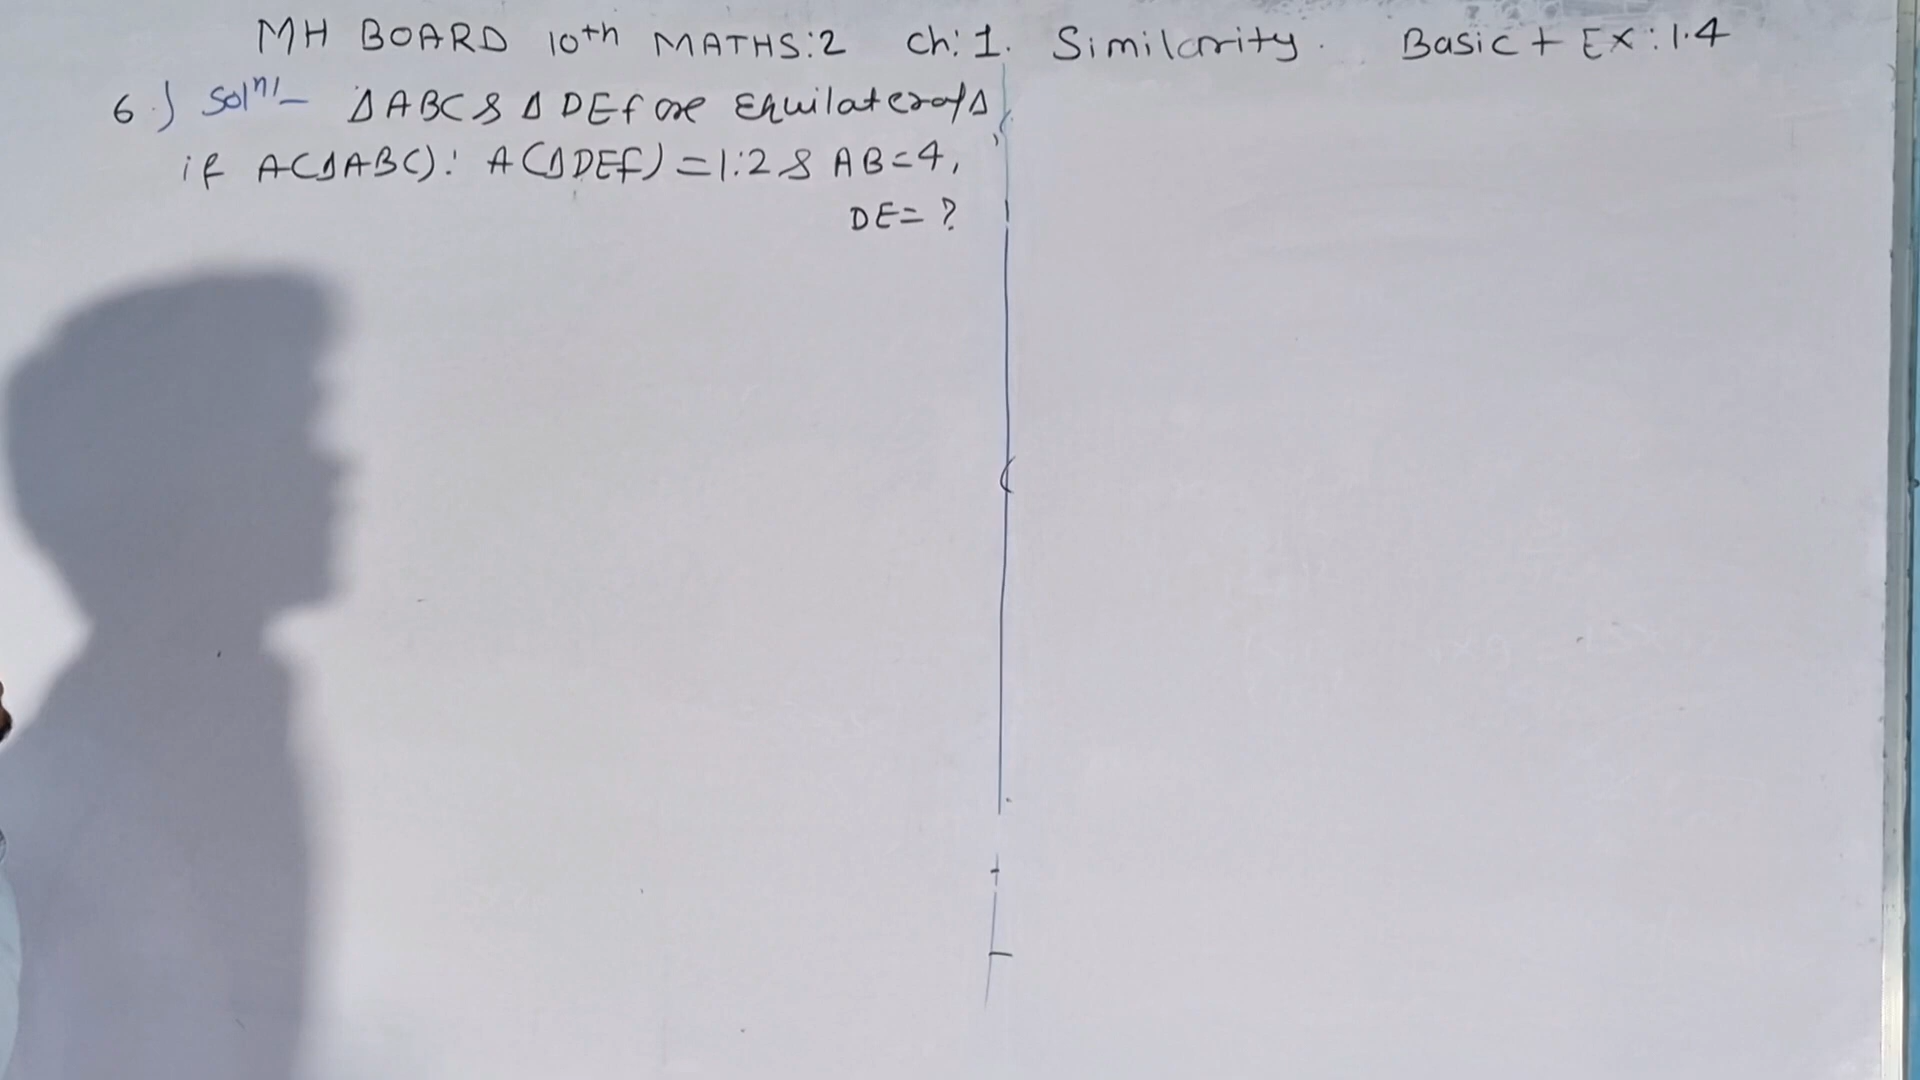 MH BOARD 10th MATHS:2 Ch:1. Similarity. Basic + EX:1.4
6.) Solⁿ!- ΔABC & ΔDEF are Equilateral Δ,
if A(ΔABC): A(ΔDEF) = 1:2 & AB=4,
DE= ?